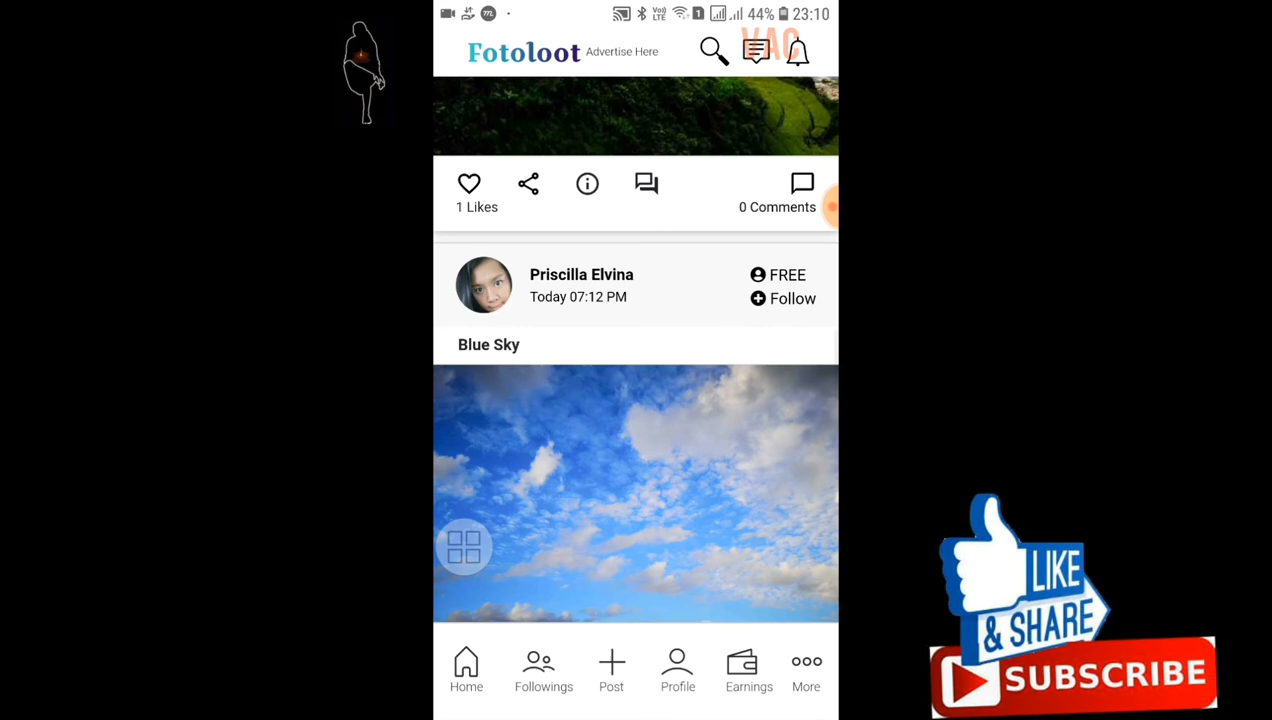 44% 23:10
Fotoloot Advertise Here
VAC
1 Likes
0 Comments
Priscilla Elvina
FREE
Today 07:12 PM
Follow
Blue Sky
Home
Followings
Post
Profile
Earnings
More
LIKE
& SHARE
SUBSCRIBE